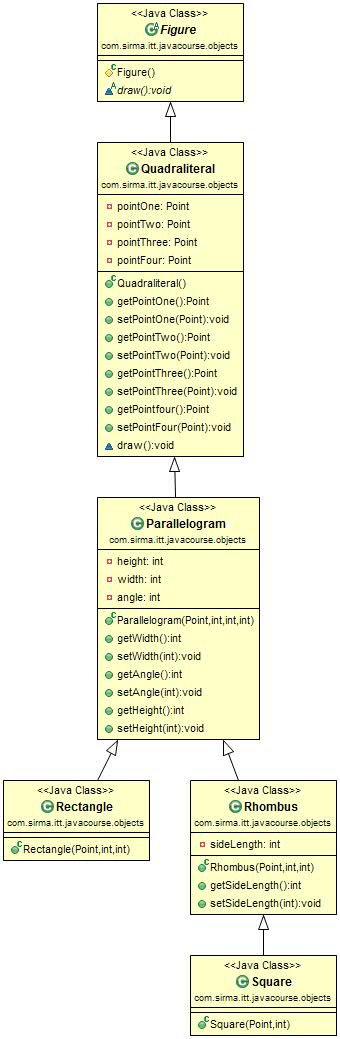 <<Java Class>>
Figure
com.sirma.itt.javacourse.objects
Figure()
draw():void
<<Java Class>>
Quadraliteral
com.sirma.itt.javacourse.objects
pointOne: Point
pointTwo: Point
pointThree: Point
pointFour: Point
Quadraliteral()
getPointOne():Point
setPointOne(Point):void
getPointTwo():Point
setPointTwo(Point):void
getPointThree():Point
setPointThree(Point):void
getPointfour():Point
setPointFour(Point):void
draw():void
<<Java Class>>
Parallelogram
com.sirma.itt.javacourse.objects
height: int
width: int
angle: int
Parallelogram(Point,int,int,int)
getWidth():int
setWidth(int):void
getAngle():int
setAngle(int):void
getHeight():int
setHeight(int):void
<<Java Class>>
Rectangle
com.sirma.itt.javacourse.objects
Rectangle(Point,int,int)
<<Java Class>>
Rhombus
com.sirma.itt.javacourse.objects
sideLength: int
Rhombus(Point,int,int)
getSideLength():int
setSideLength(int):void
<<Java Class>>
Square
com.sirma.itt.javacourse.objects
Square(Point,int)